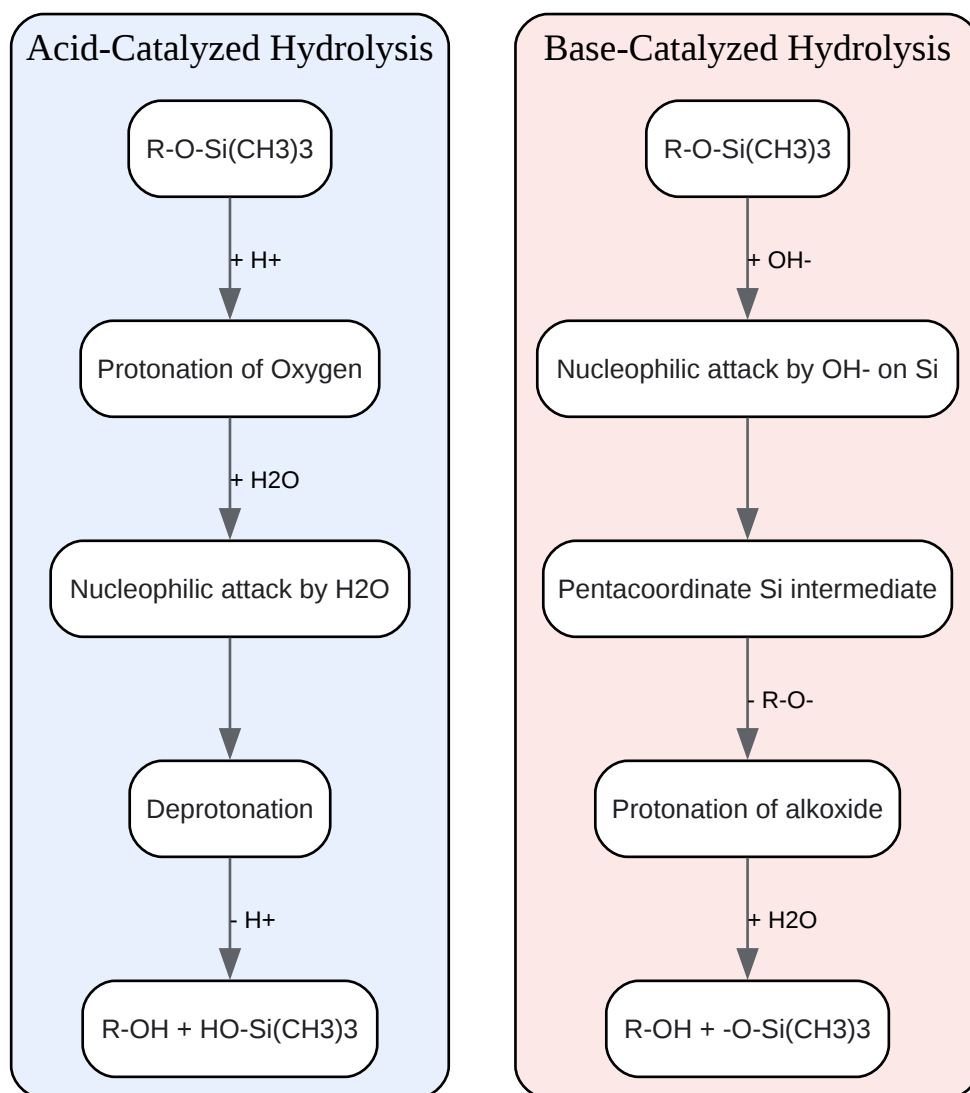 Acid-Catalyzed Hydrolysis
R-O-Si(CH3)3
+ H+
Protonation of Oxygen
+ H2O
Nucleophilic attack by H2O
Deprotonation
- H+
R-OH + HO-Si(CH3)3
Base-Catalyzed Hydrolysis
R-O-Si(CH3)3
+ OH-
Nucleophilic attack by OH- on Si
Pentacoordinate Si intermediate
- R-O-
Protonation of alkoxide
+ H2O
R-OH + -O-Si(CH3)3